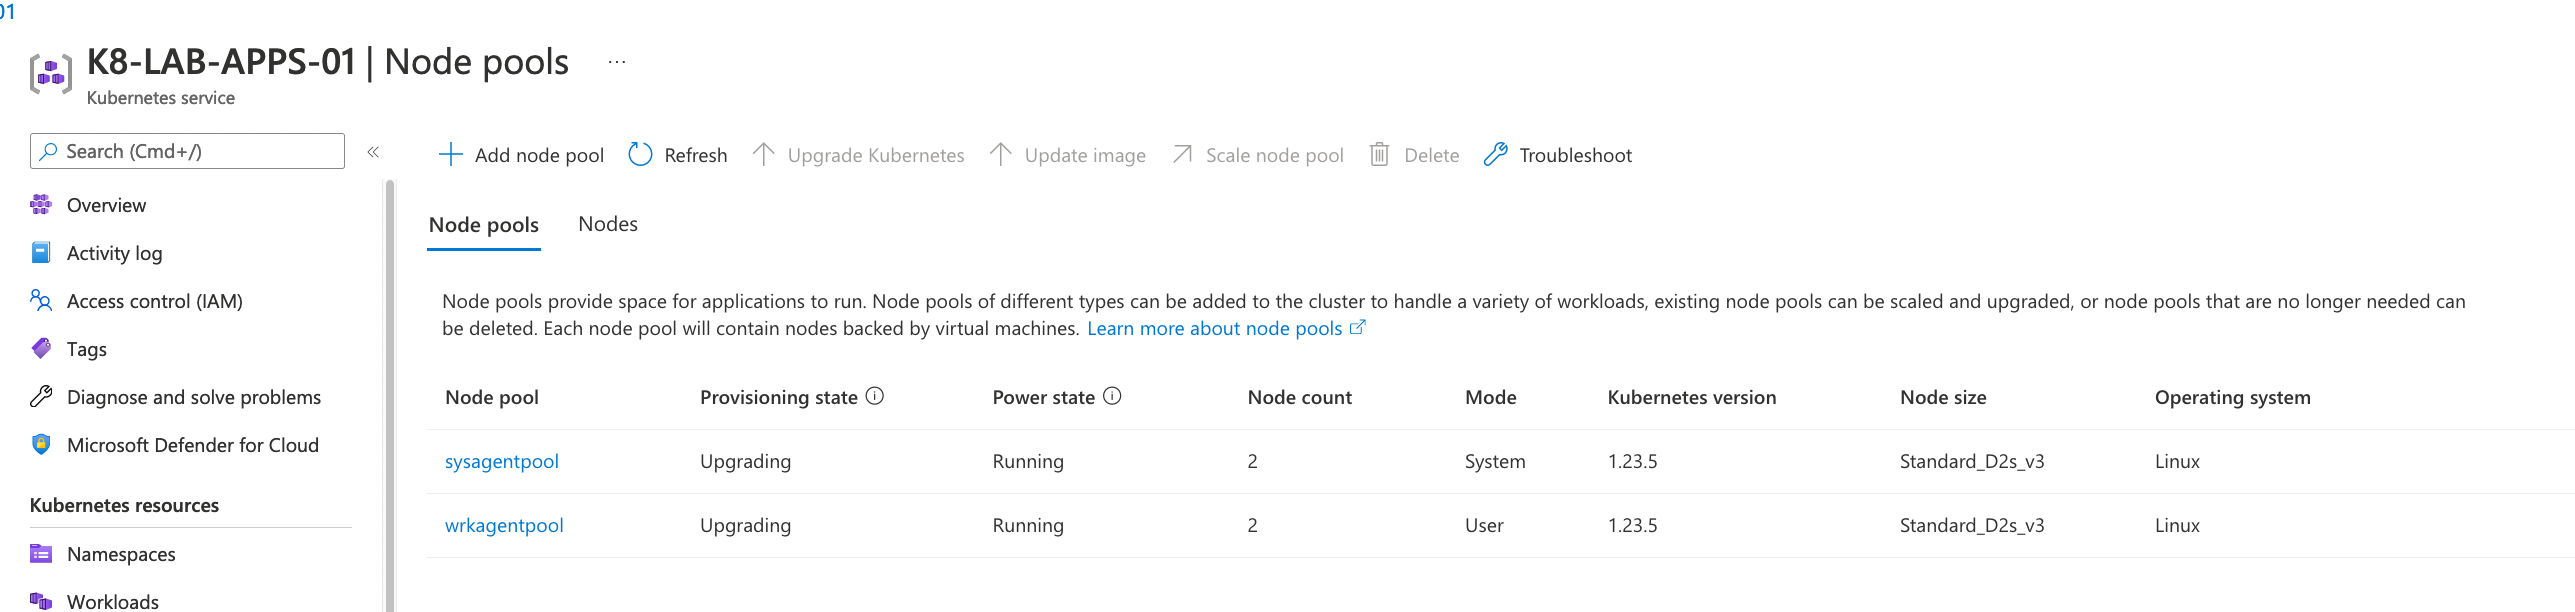 01
K8-LAB-APPS-01 | Node pools ...
Kubernetes service
Search (Cmd+/)
«
Add node pool
Refresh
Upgrade Kubernetes
Update image
Scale node pool
Delete
Troubleshoot
Overview
Activity log
Access control (IAM)
Tags
Diagnose and solve problems
Microsoft Defender for Cloud
Kubernetes resources
Namespaces
Workloads
Node pools Nodes
Node pools provide space for applications to run. Node pools of different types can be added to the cluster to handle a variety of workloads, existing node pools can be scaled and upgraded, or node pools that are no longer needed can
be deleted. Each node pool will contain nodes backed by virtual machines. Learn more about node pools
Node pool Provisioning state Power state Node count Mode Kubernetes version Node size Operating system
sysagentpool Upgrading Running 2 System 1.23.5 Standard_D2s_v3 Linux
wrkagentpool Upgrading Running 2 User 1.23.5 Standard_D2s_v3 Linux